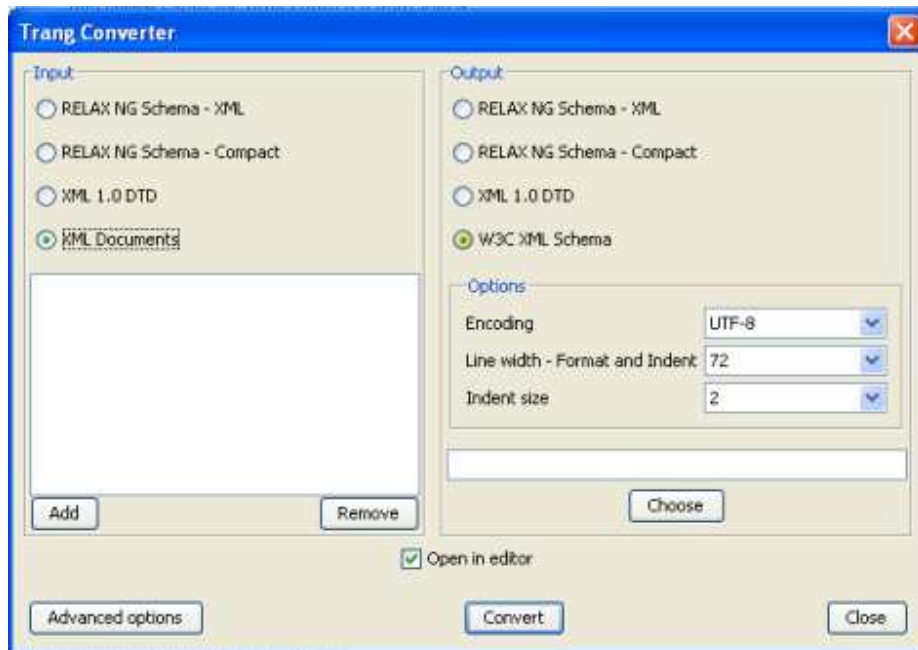 Trang Converter
Input
RELAX NG Schema - XML
RELAX NG Schema - Compact
XML 1.0 DTD
XML Documents
Add
Remove
Output
RELAX NG Schema - XML
RELAX NG Schema - Compact
XML 1.0 DTD
W3C XML Schema
Options
Encoding UTF-8
Line width - Format and Indent 72
Indent size 2
Choose
Open in editor
Advanced options
Convert
Close